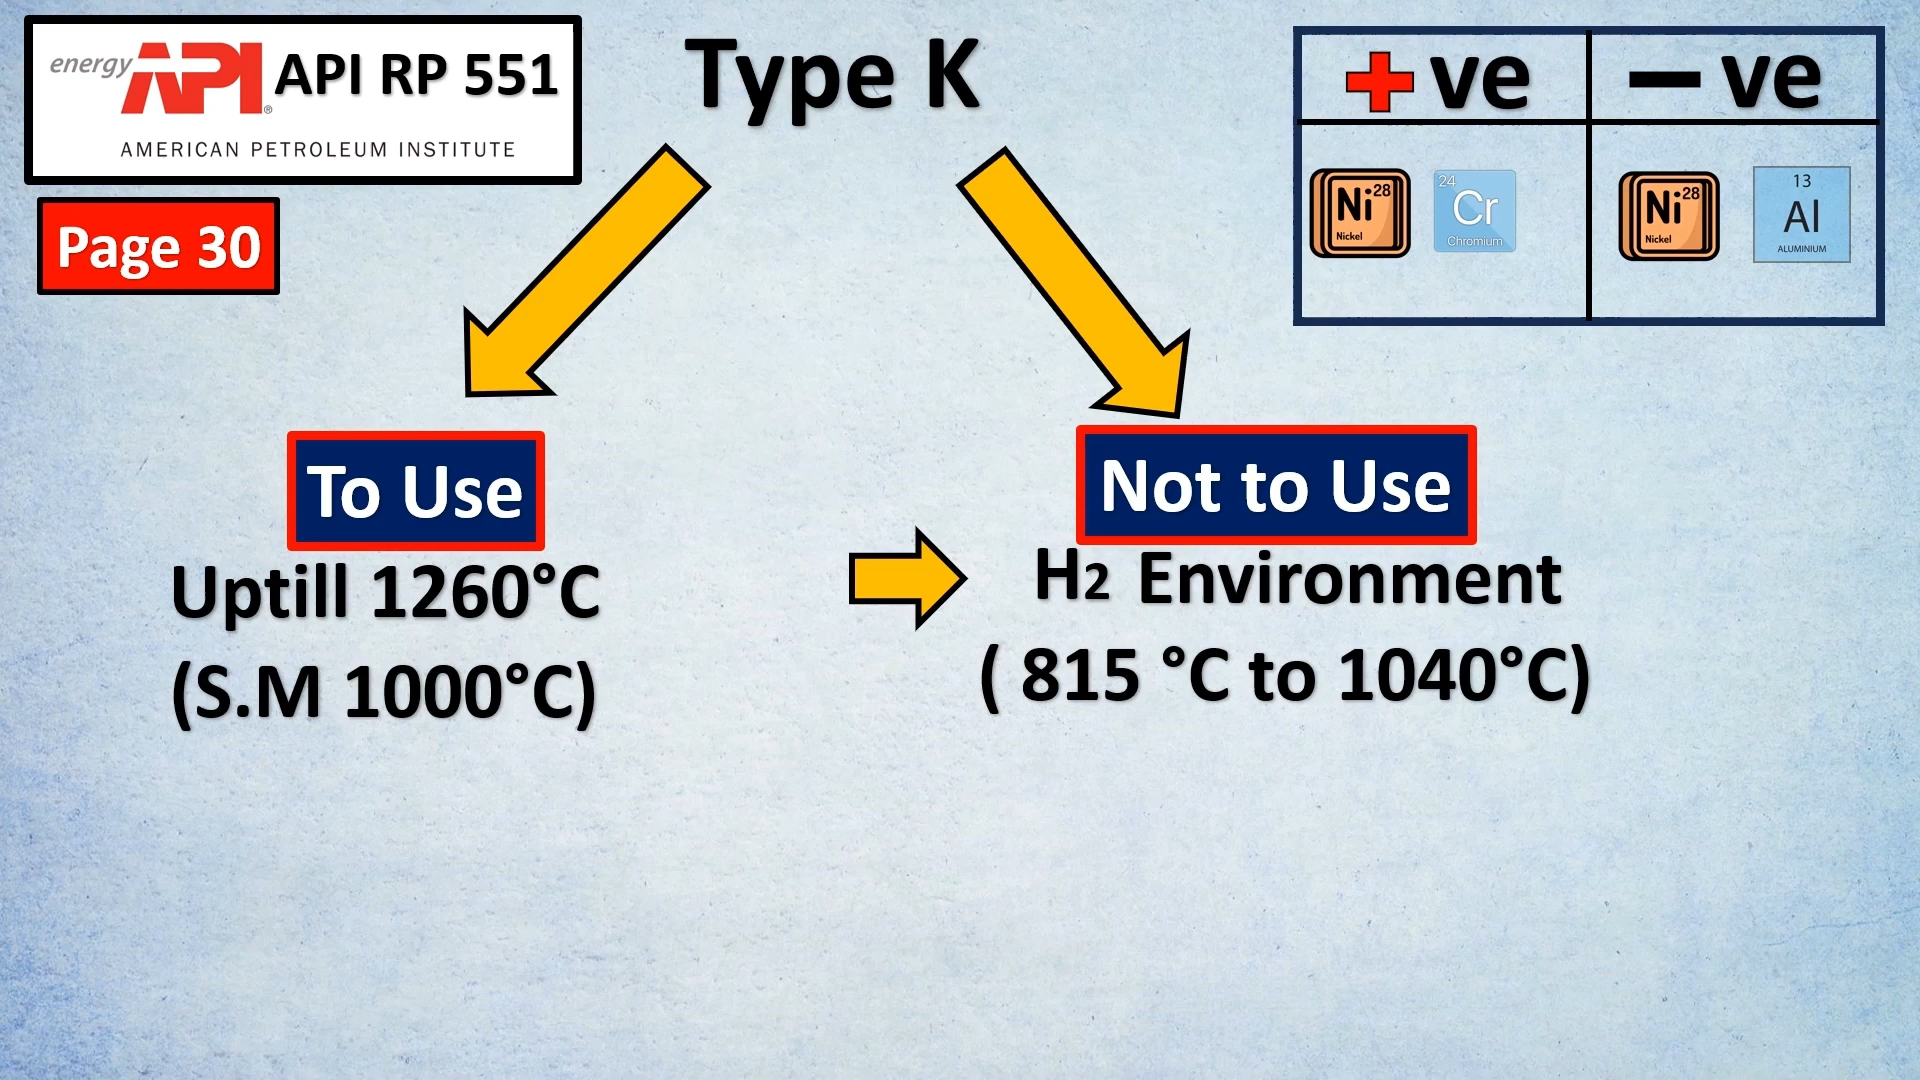 energy API® API RP 551
AMERICAN PETROLEUM INSTITUTE
Page 30
Type K
+ ve
— ve
Ni 28
Nickel
24
Cr
Chromium
Ni 28
Nickel
13
Al
ALUMINIUM
To Use
Uptill 1260°C
(S.M 1000°C)
Not to Use
H2 Environment
( 815 °C to 1040°C)